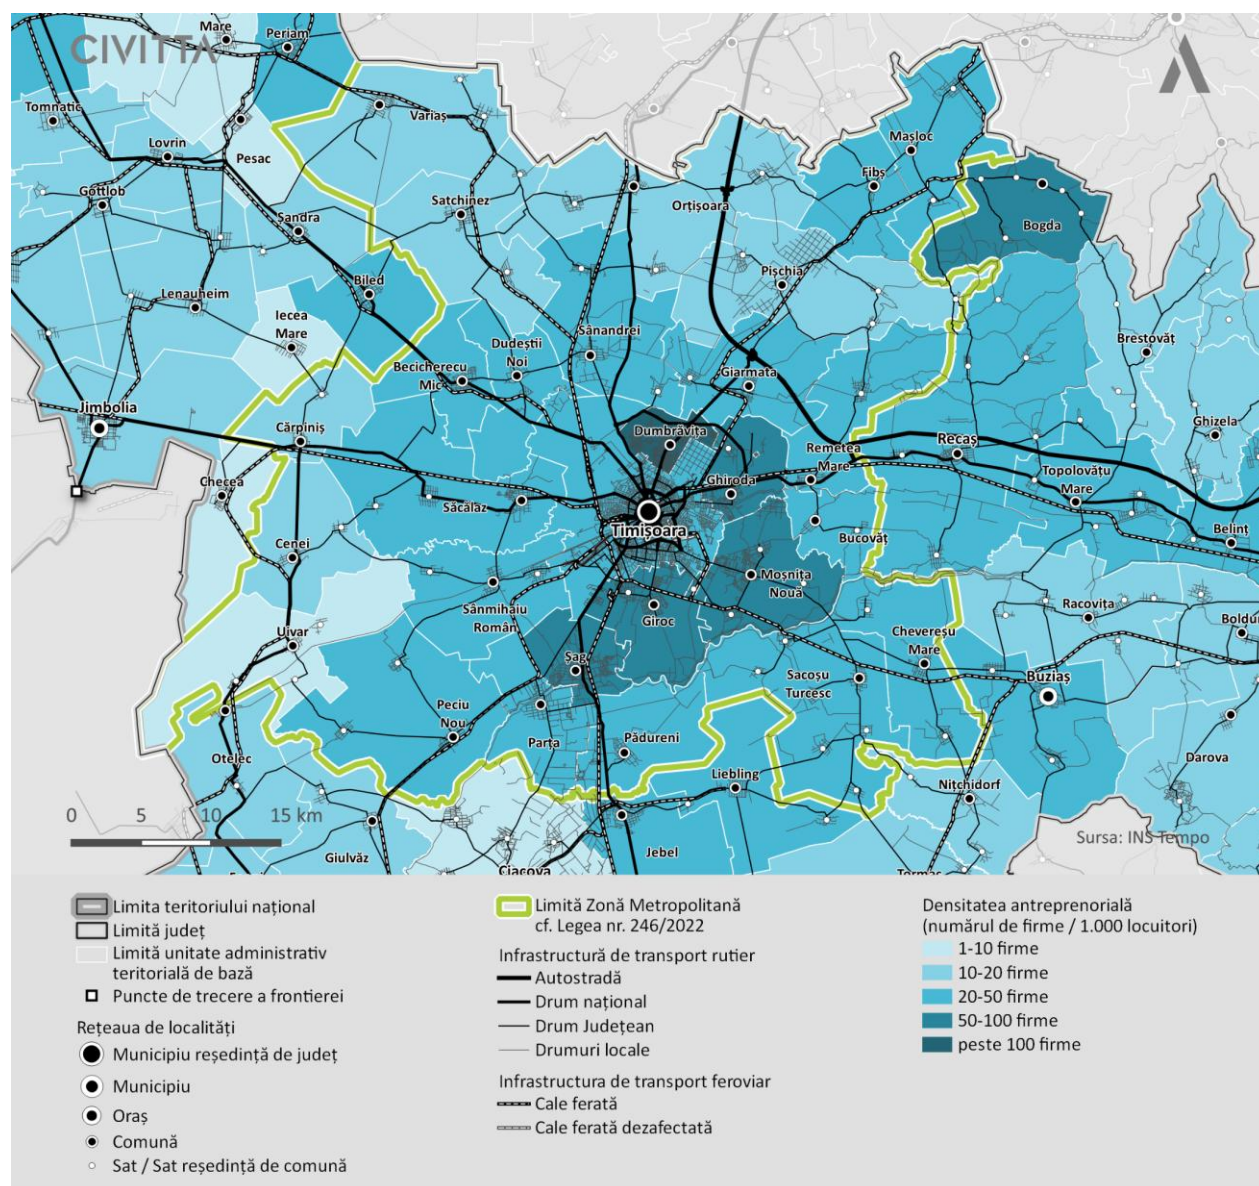 CIVITTA
Mare
Periam
Tomnatic
Variaș
Lovrin
Pesac
Mașloc
Fibș
Gottlob
Satchinez
Orțișoara
Șandra
Bogda
Pișchia
Lenauheim
Biled
Iecea
Mare
Sânandrei
Brestovăț
Dudeștii
Noi
Becicherecu
Mic
Giarmata
Jimbolia
Cărpiniș
Dumbrăvița
Ghizela
Remetea
Mare
Recaș
Checea
Ghiroda
Topolovățu
Mare
Săcălaz
Timișoara
Bucovăț
Belinț
Cenei
Moșnița
Nouă
Sânmihaiu
Român
Racovița
Giroc
Uivar
Chevereșu
Mare
Boldur
Șag
Sacoșu
Turcesc
Buziaș
Peciu
Nou
Parța
Pădureni
Otelec
Liebling
Darova
Nițchidorf
0 5 10 15 km
Sursa: INS Tempo
Giulvăz
Jebel
Ciacova
Limita teritoriului național
Limită județ
Limită unitate administrativ
teritorială de bază
Puncte de trecere a frontierei
Rețeaua de localități
Municipiu reședință de județ
Municipiu
Oraș
Comună
Sat / Sat reședință de comună
Limită Zonă Metropolitană
cf. Legea nr. 246/2022
Infrastructură de transport rutier
Autostradă
Drum național
Drum Județean
Drumuri locale
Infrastructura de transport feroviar
Cale ferată
Cale ferată dezafectată
Densitatea antreprenorială
(numărul de firme / 1.000 locuitori)
1-10 firme
10-20 firme
20-50 firme
50-100 firme
peste 100 firme